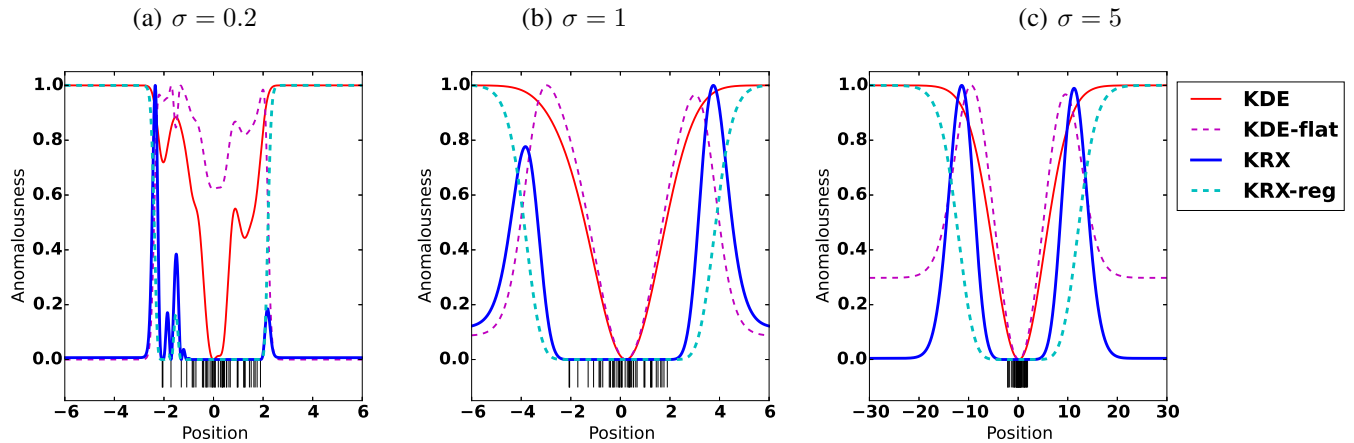 (a) σ = 0.2
(b) σ = 1
(c) σ = 5
Anomalousness
1.0
0.8
0.6
0.4
0.2
0.0
−6 −4 −2 0 2 4 6
Position
Anomalousness
1.0
0.8
0.6
0.4
0.2
0.0
−6 −4 −2 0 2 4 6
Position
Anomalousness
1.0
0.8
0.6
0.4
0.2
0.0
−30 −20 −10 0 10 20 30
Position
KDE
KDE-flat
KRX
KRX-reg